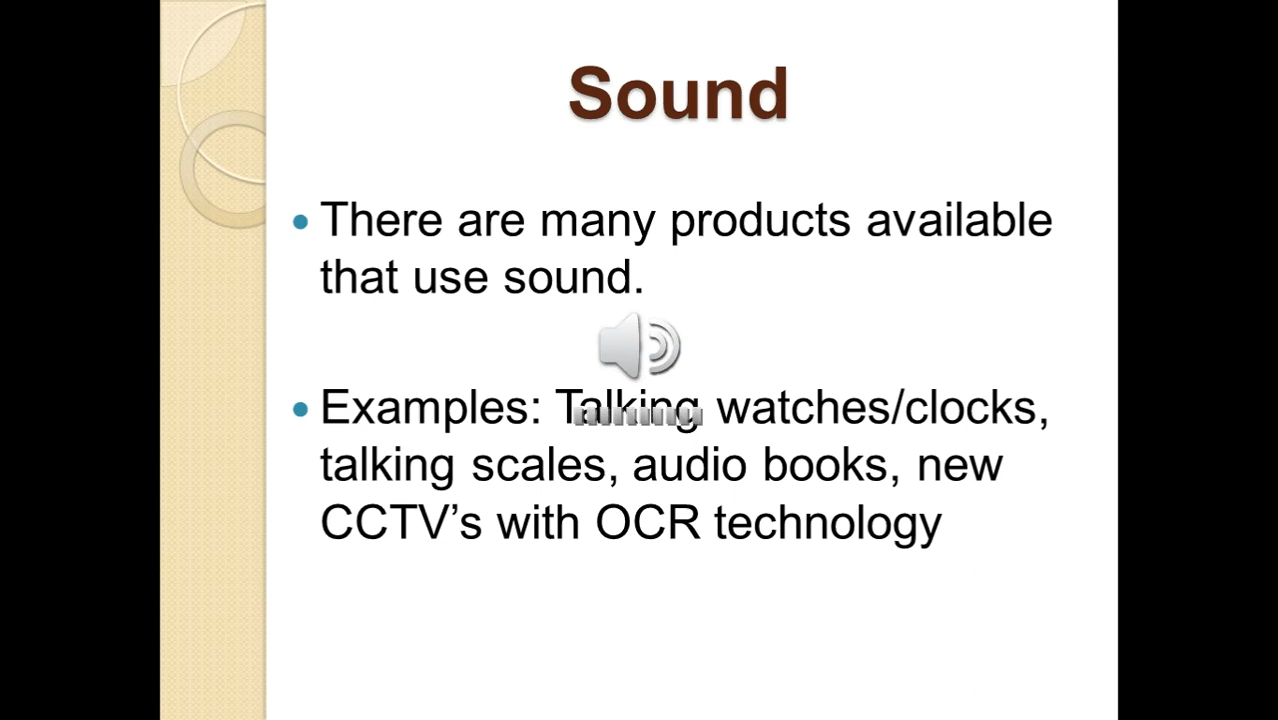 Sound
• There are many products available
that use sound.
• Examples: Talking watches/clocks,
talking scales, audio books, new
CCTV’s with OCR technology